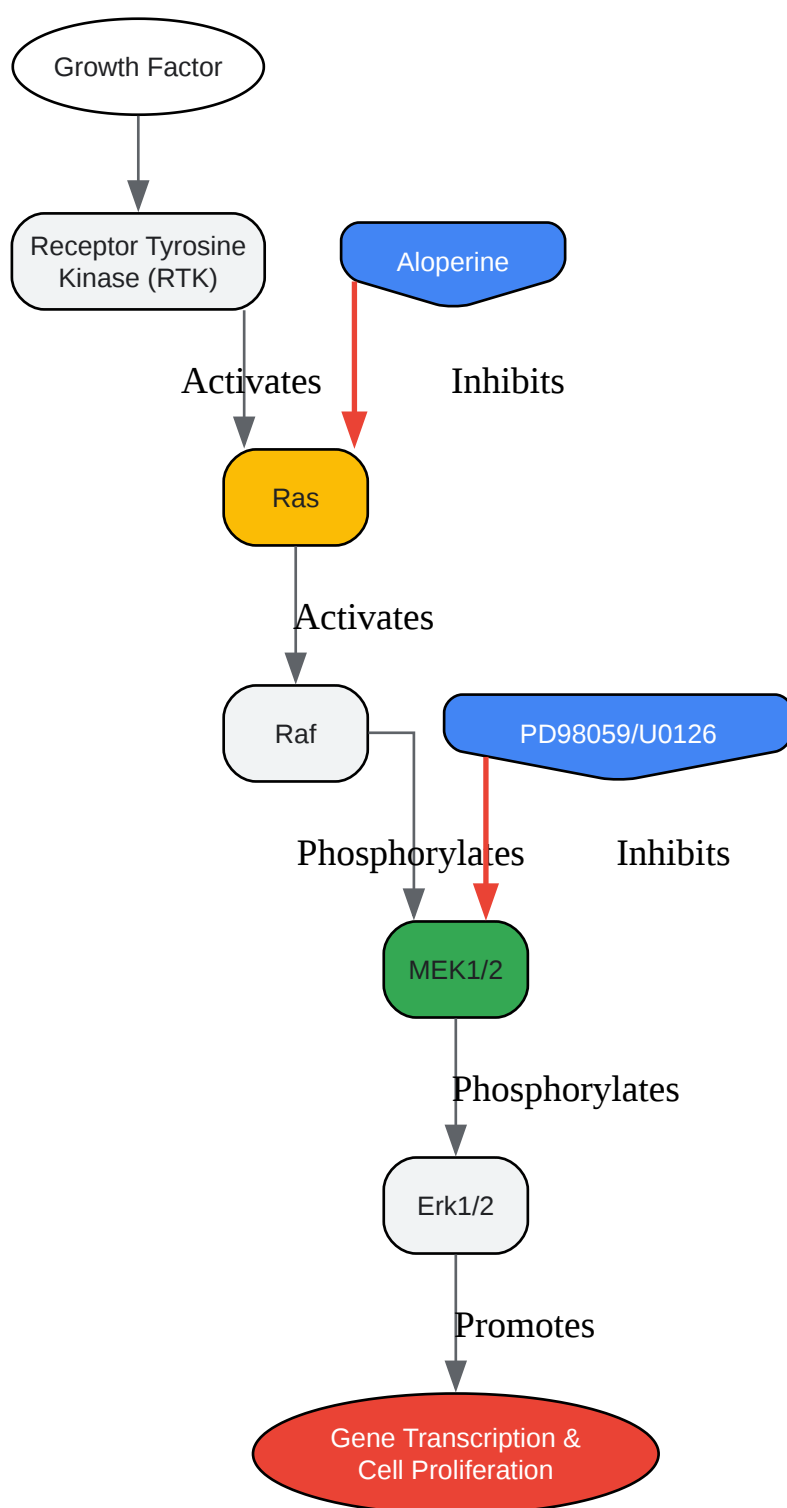 Growth Factor
Receptor Tyrosine
Kinase (RTK)
Aloperine
Activates
Inhibits
Ras
Activates
Raf
PD98059/U0126
Phosphorylates
Inhibits
MEK1/2
Phosphorylates
Erk1/2
Promotes
Gene Transcription &
Cell Proliferation